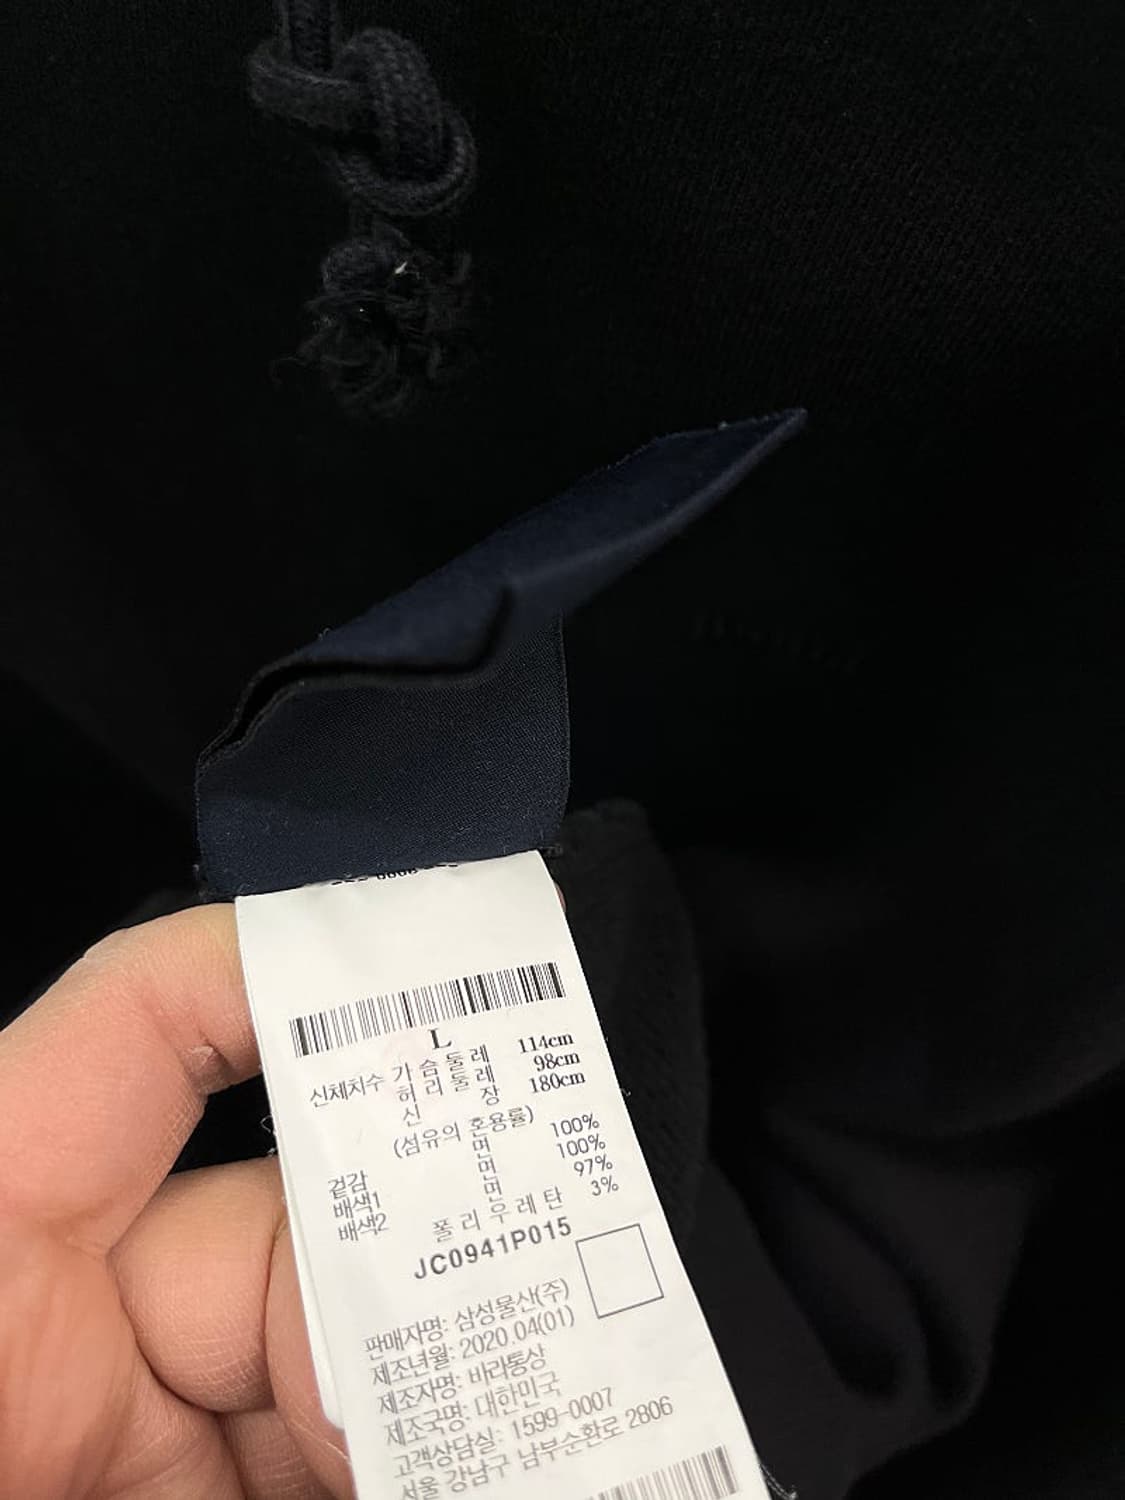 L
신체치수 가슴둘레 114cm
허리둘레 98cm
신장 180cm
(섬유의 혼용률)
겉감 면 100%
배색1 면 100%
배색2 면 97%
폴리우레탄 3%
JC0941P015
판매자명: 삼성물산(주)
제조년월: 2020.04(01)
제조자명: 바라통상
제조국명: 대한민국
고객상담실: 1599-0007
서울 강남구 남부순환로 2806